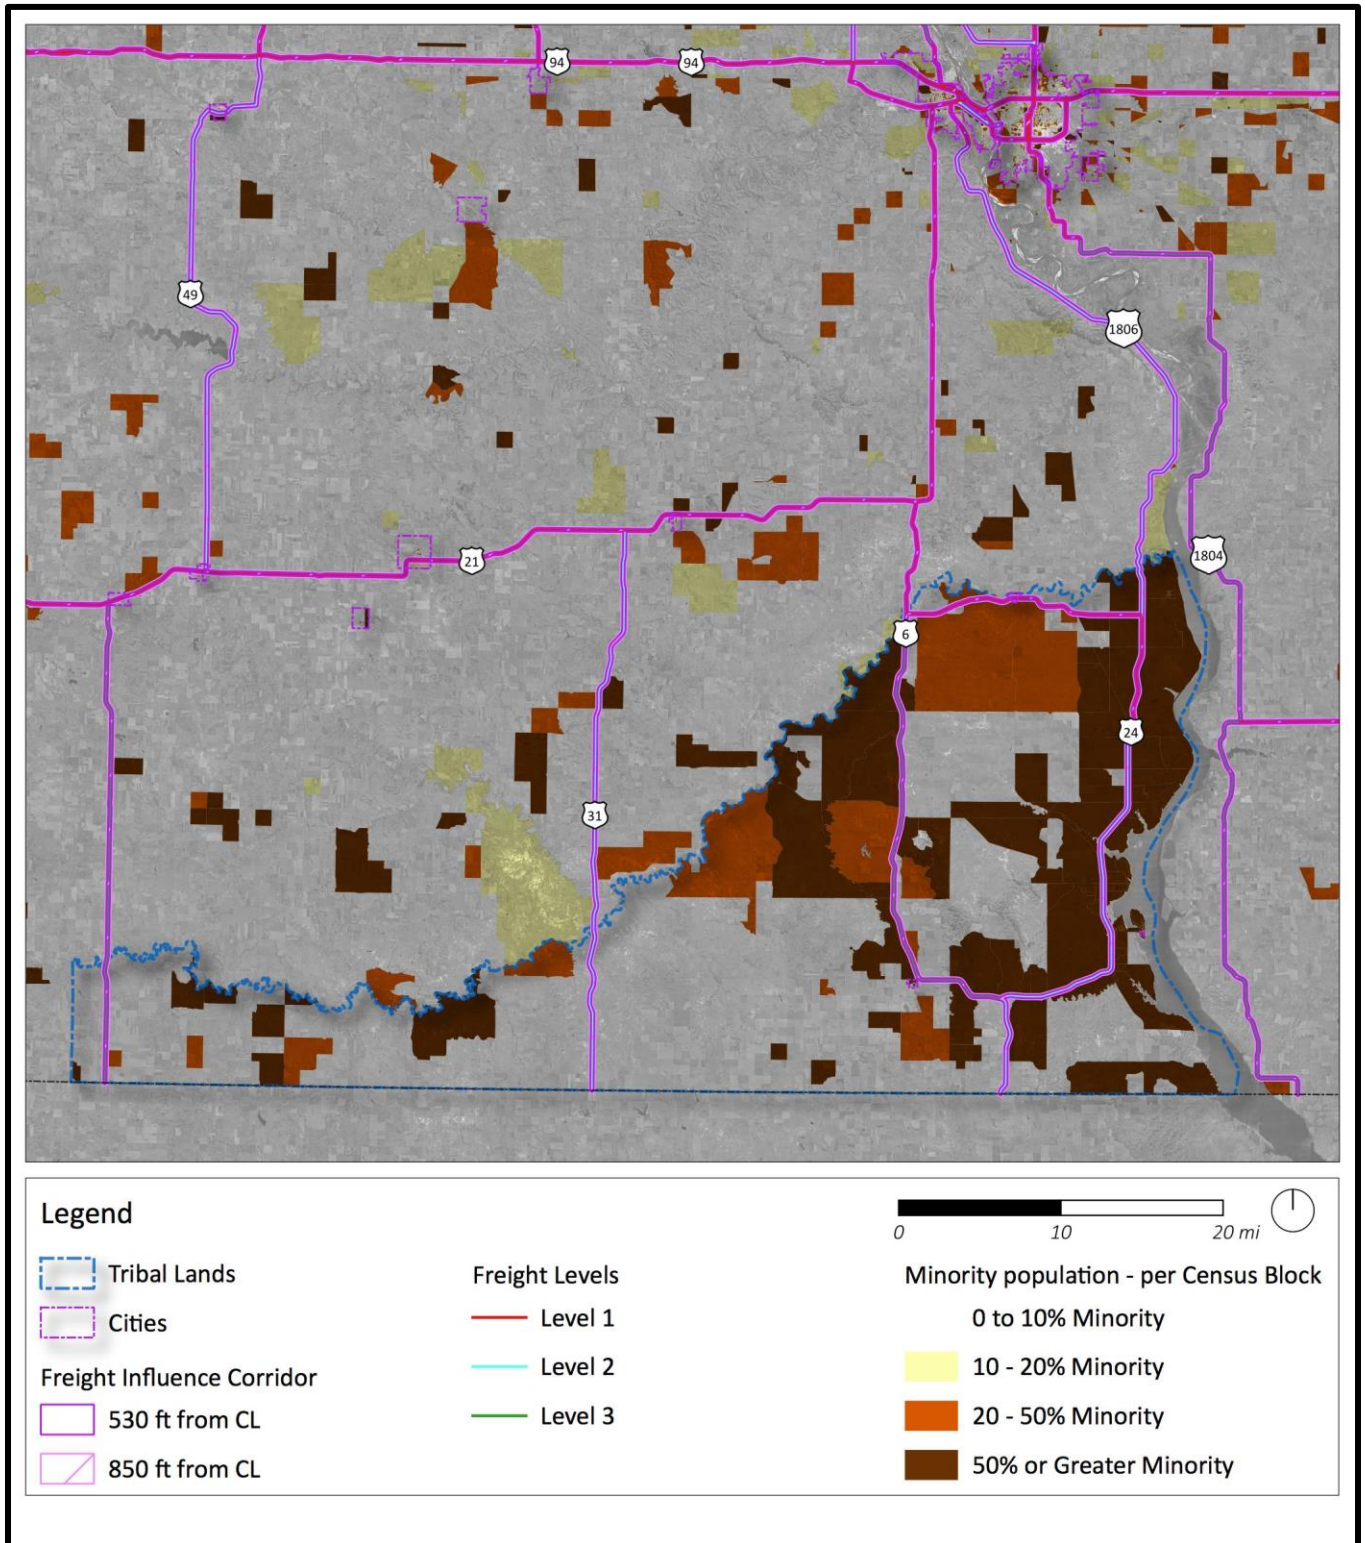 94
94
49
1806
21
1804
6
24
31
Legend
0
10
20 mi
Tribal Lands
Cities
Freight Influence Corridor
530 ft from CL
850 ft from CL
Freight Levels
Level 1
Level 2
Level 3
Minority population - per Census Block
0 to 10% Minority
10 - 20% Minority
20 - 50% Minority
50% or Greater Minority